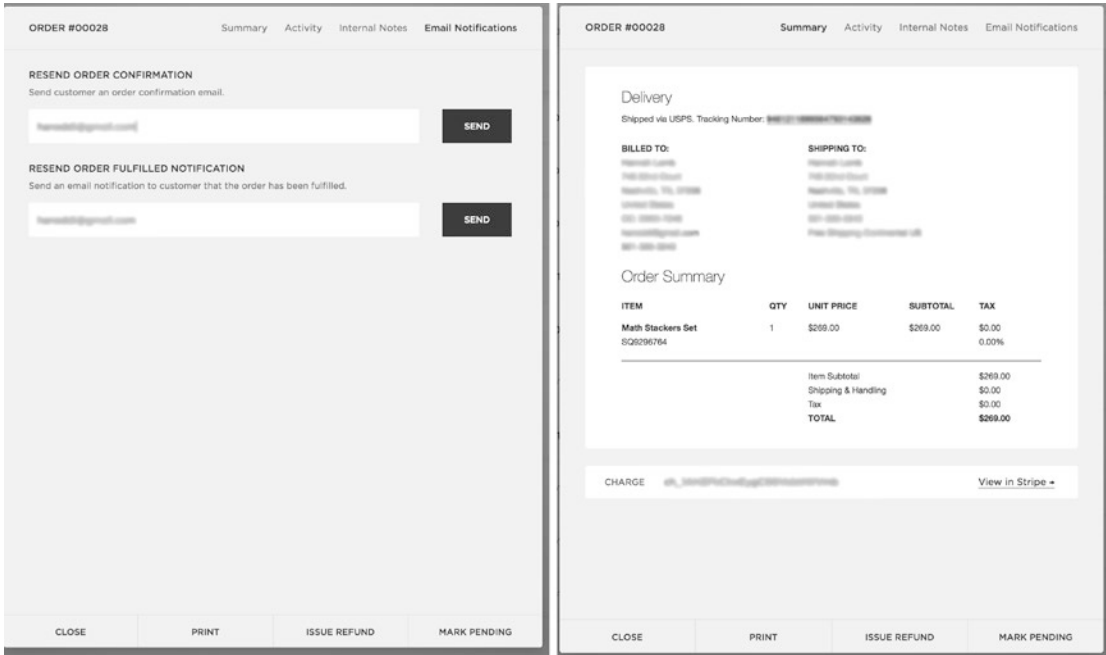 ORDER #00028 Summary Activity Internal Notes Email Notifications
RESEND ORDER CONFIRMATION
Send customer an order confirmation email.
SEND
RESEND ORDER FULFILLED NOTIFICATION
Send an email notification to customer that the order has been fulfilled.
SEND
CLOSE PRINT ISSUE REFUND MARK PENDING
ORDER #00028 Summary Activity Internal Notes Email Notifications
Delivery
Shipped via USPS. Tracking Number:
BILLED TO: SHIPPING TO:
Order Summary
ITEM QTY UNIT PRICE SUBTOTAL TAX
Math Stackers Set 1 $269.00 $269.00 $0.00
SQ9296764 0.00%
Item Subtotal $269.00
Shipping & Handling $0.00
Tax $0.00
TOTAL $269.00
CHARGE View in Stripe →
CLOSE PRINT ISSUE REFUND MARK PENDING